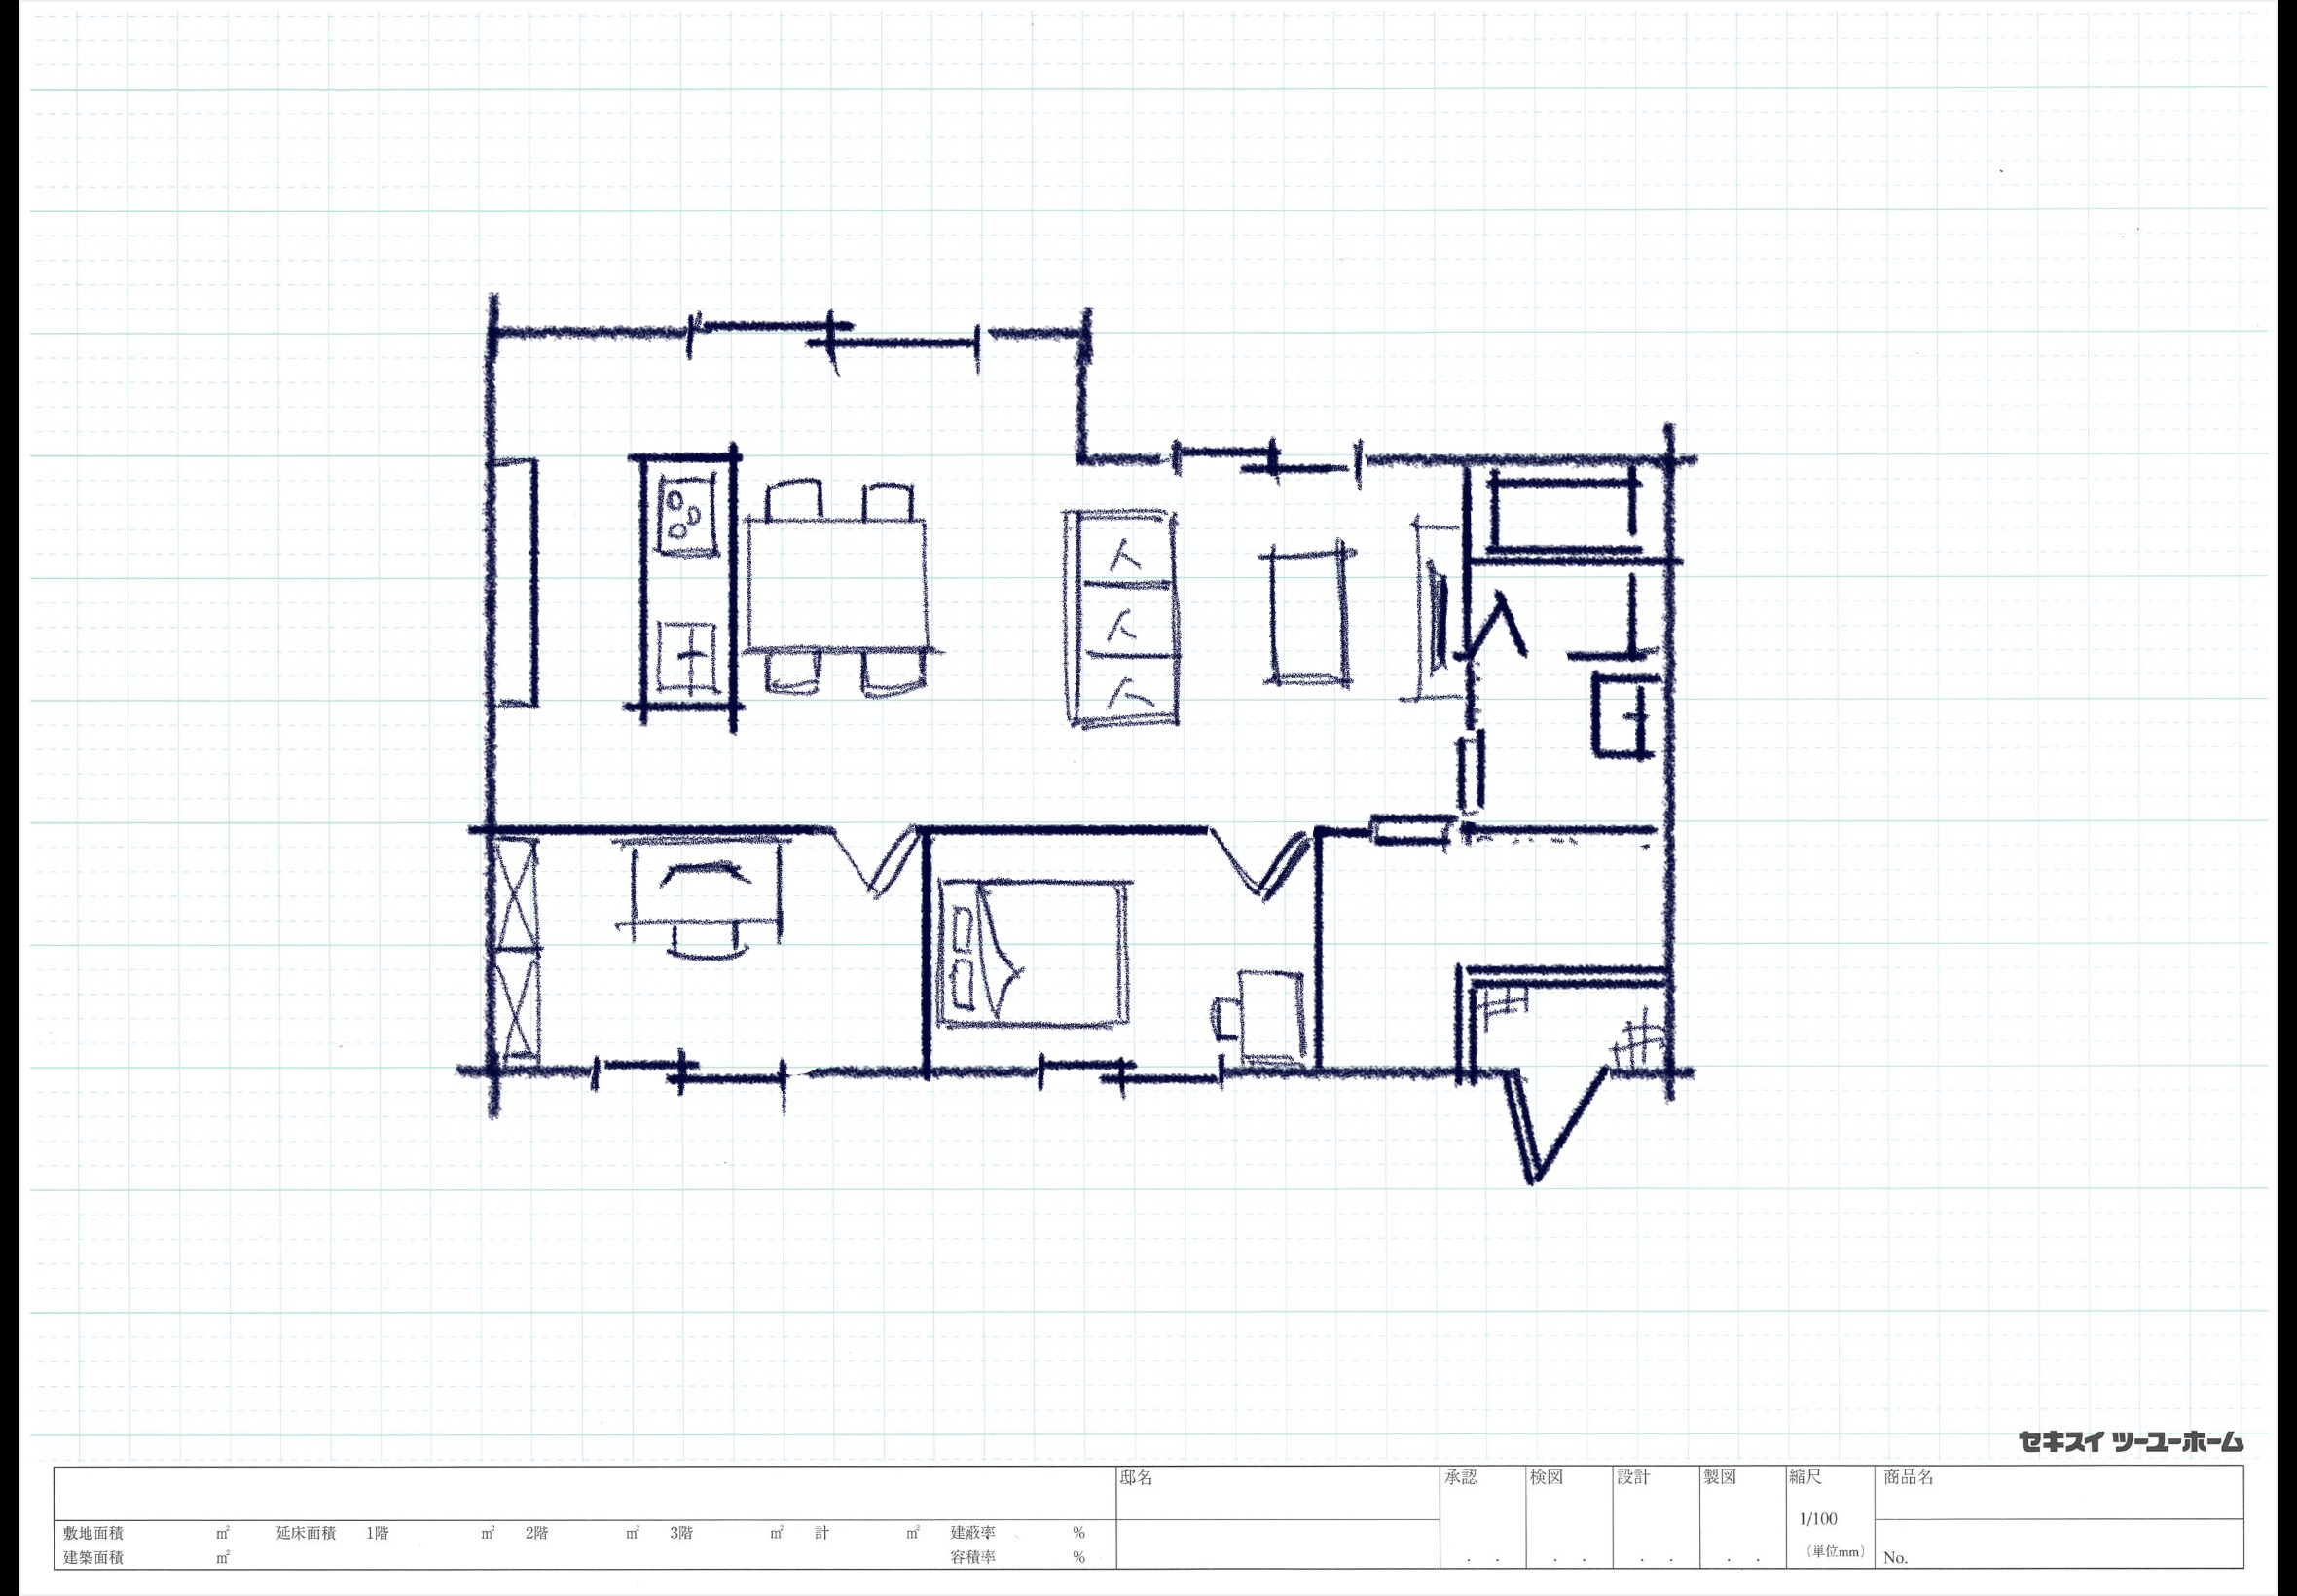 セキスイ ツーユーホーム
邸名 承認 検図 設計 製図 縮尺 商品名
1/100
敷地面積 ㎡ 延床面積 1階 ㎡ 2階 ㎡ 3階 ㎡ 計 ㎡ 建蔽率 %
建築面積 ㎡ 容積率 % . . . . . . . . (単位mm) No.